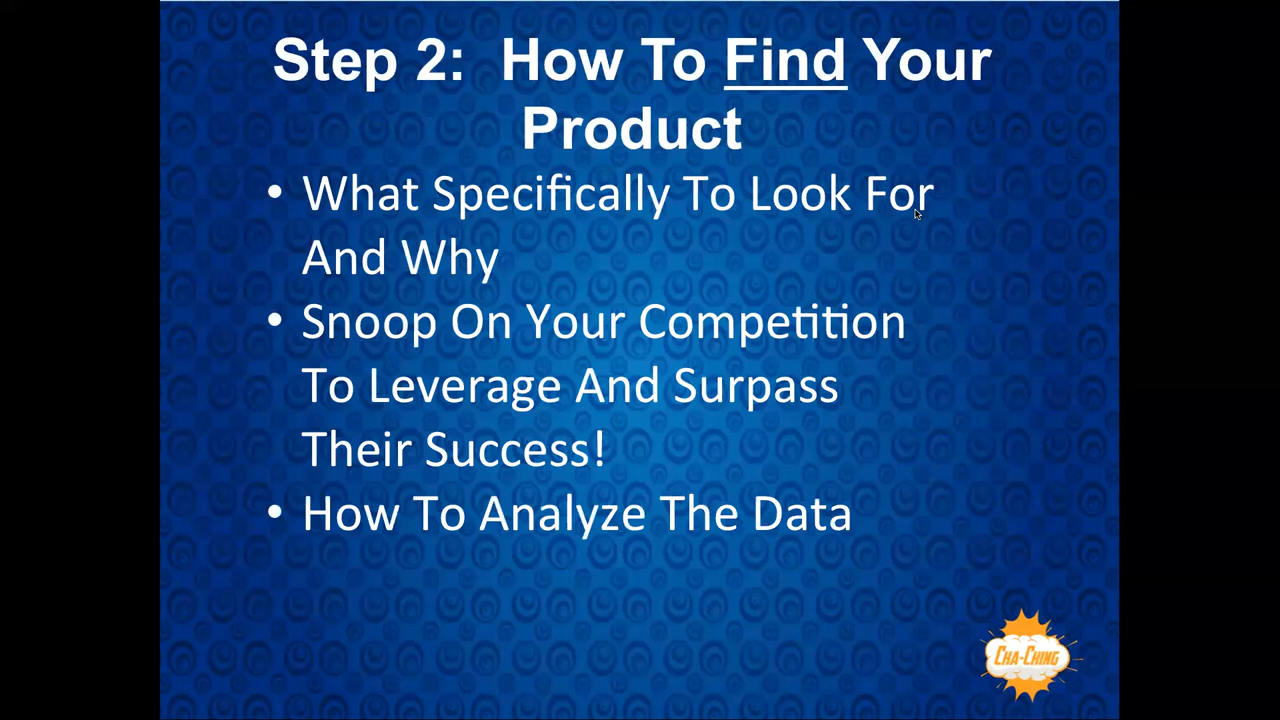 Step 2:  How To Find Your
Product
• What Specifically To Look For
And Why
• Snoop On Your Competition
To Leverage And Surpass
Their Success!
• How To Analyze The Data
CHA-CHING